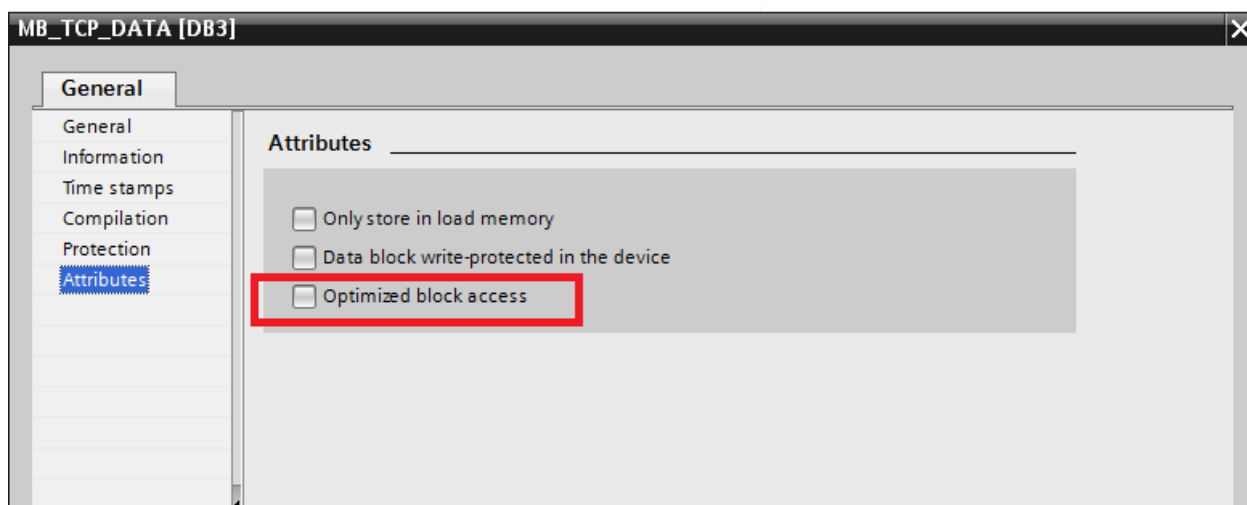 MB_TCP_DATA [DB3]
General
General
Information
Time stamps
Compilation
Protection
Attributes
Attributes
Only store in load memory
Data block write-protected in the device
Optimized block access